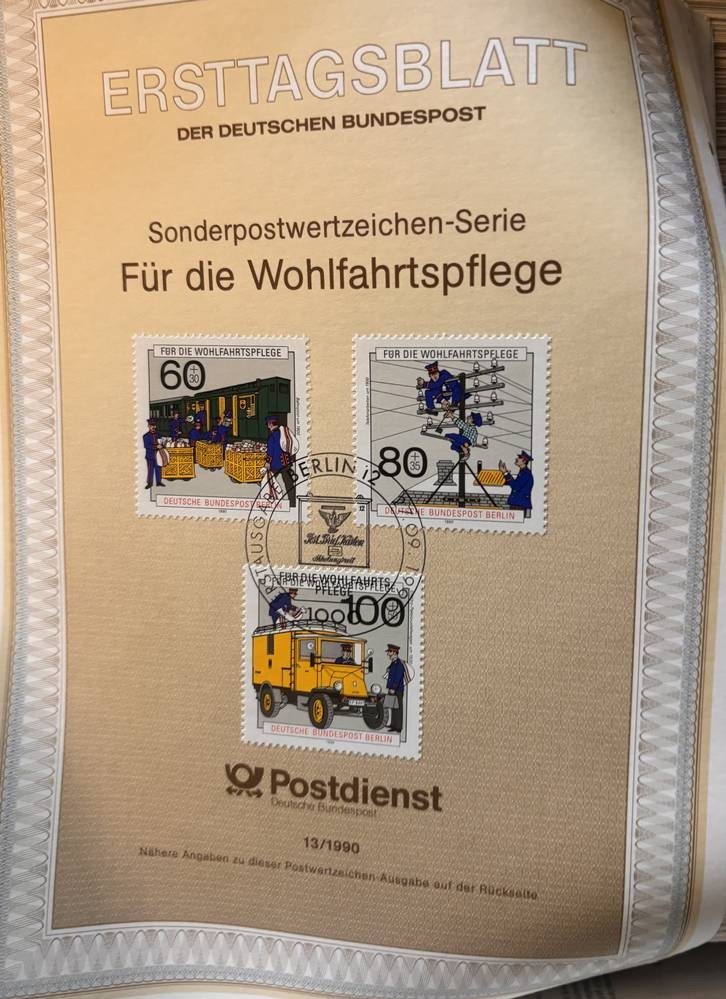 ERSTTAGSBLATT
DER DEUTSCHEN BUNDESPOST
Sonderpostwertzeichen-Serie
Für die Wohlfahrtspflege
FÜR DIE WOHLFAHRTSPFLEGE
60 + 30
DEUTSCHE BUNDESPOST BERLIN
1990
FÜR DIE WOHLFAHRTSPFLEGE
80 + 35
DEUTSCHE BUNDESPOST BERLIN
1990
BERLIN 12
FÜR DIE WOHLFAHRTS
PFLEGE
100
DEUTSCHE BUNDESPOST BERLIN
Postdienst
Deutsche Bundespost
13/1990
Nähere Angaben zu dieser Postwertzeichen-Ausgabe auf der Rückseite